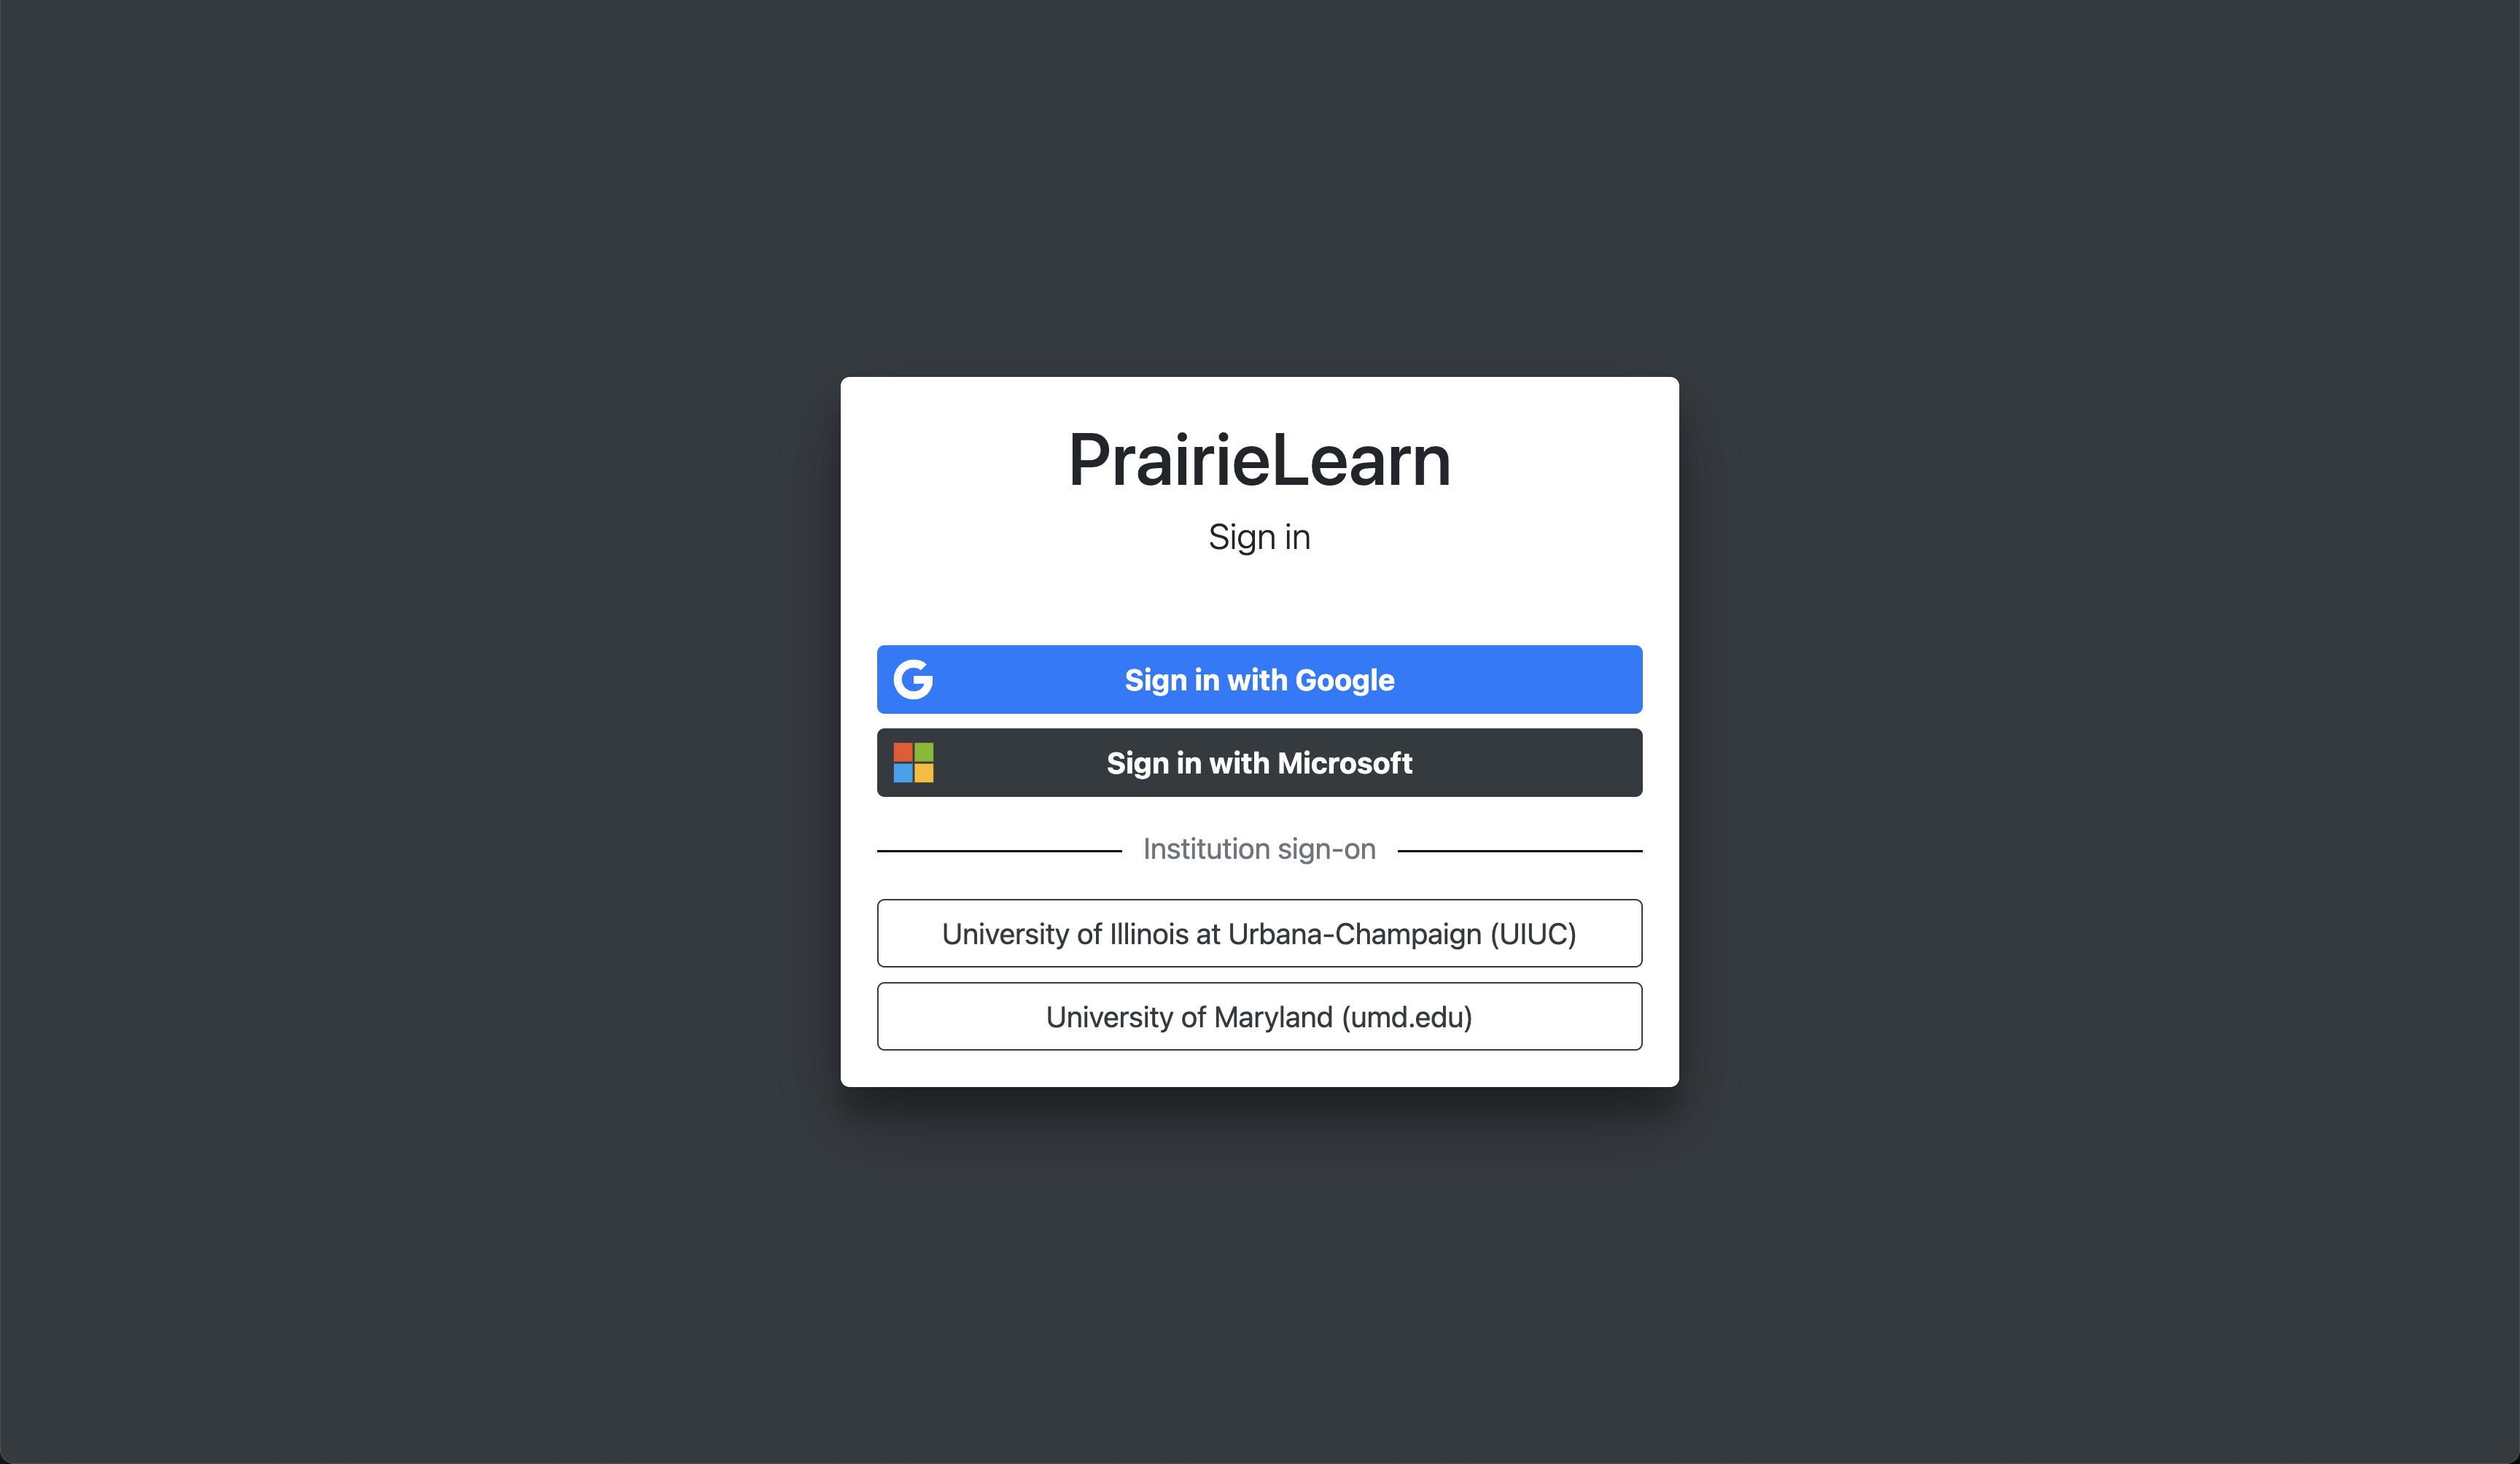 PrairieLearn
Sign in
Sign in with Google
Sign in with Microsoft
Institution sign-on
University of Illinois at Urbana-Champaign (UIUC)
University of Maryland (umd.edu)